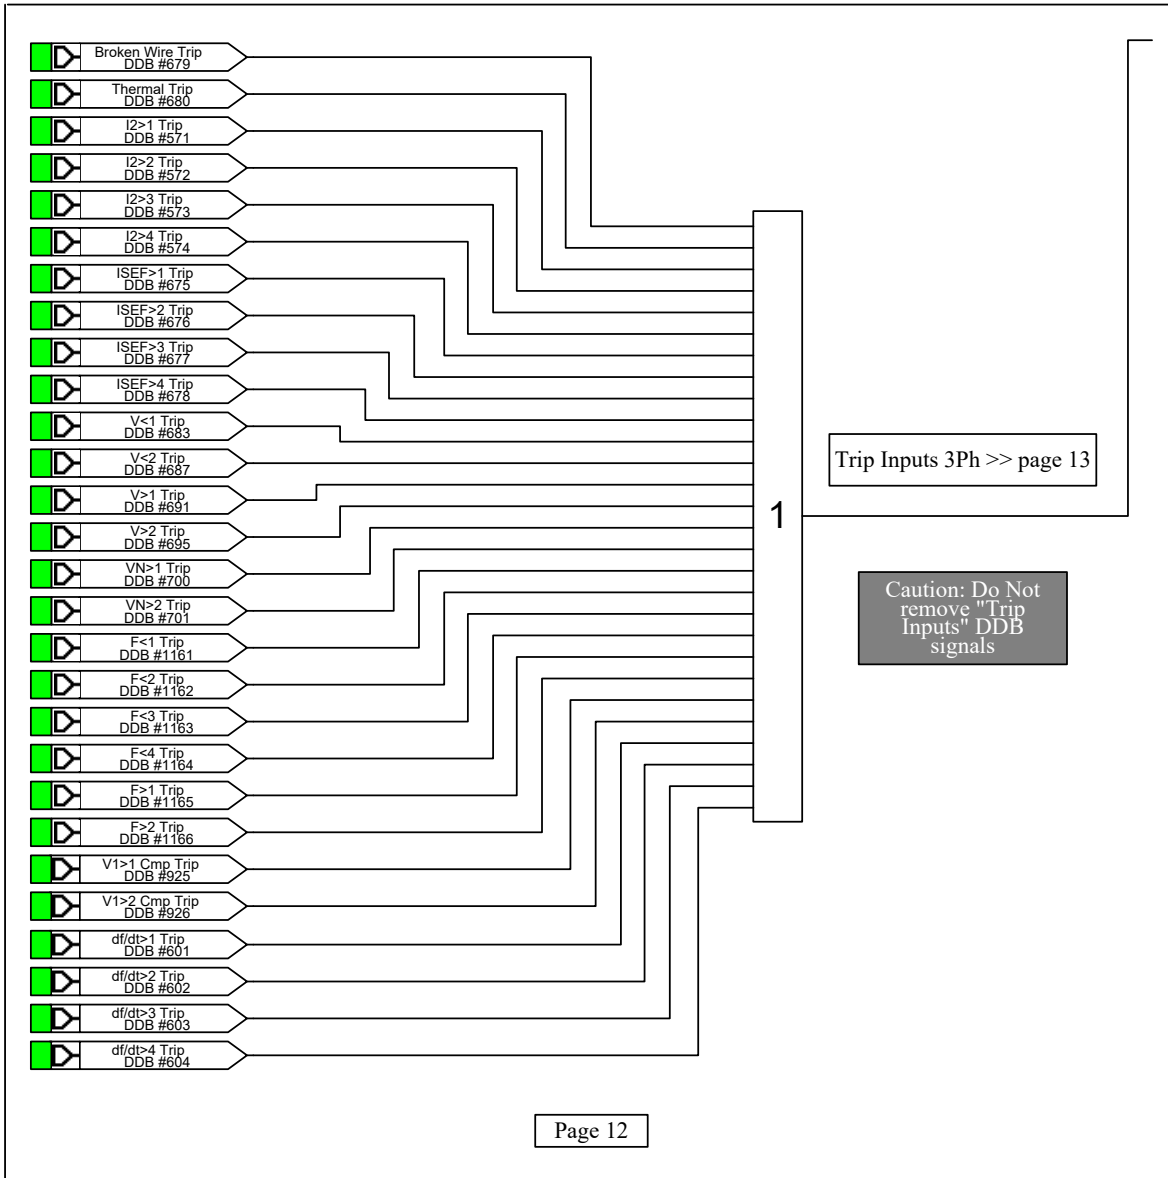 Broken Wire Trip
DDB #679
Thermal Trip
DDB #680
I2>1 Trip
DDB #571
I2>2 Trip
DDB #572
I2>3 Trip
DDB #573
I2>4 Trip
DDB #574
ISEF>1 Trip
DDB #675
ISEF>2 Trip
DDB #676
ISEF>3 Trip
DDB #677
ISEF>4 Trip
DDB #678
V<1 Trip
DDB #683
V<2 Trip
DDB #687
V>1 Trip
DDB #691
V>2 Trip
DDB #695
VN>1 Trip
DDB #700
VN>2 Trip
DDB #701
F<1 Trip
DDB #1161
F<2 Trip
DDB #1162
F<3 Trip
DDB #1163
F<4 Trip
DDB #1164
F>1 Trip
DDB #1165
F>2 Trip
DDB #1166
V1>1 Cmp Trip
DDB #925
V1>2 Cmp Trip
DDB #926
df/dt>1 Trip
DDB #601
df/dt>2 Trip
DDB #602
df/dt>3 Trip
DDB #603
df/dt>4 Trip
DDB #604
1
Trip Inputs 3Ph >> page 13
Caution: Do Not
remove "Trip
Inputs" DDB
signals
Page 12